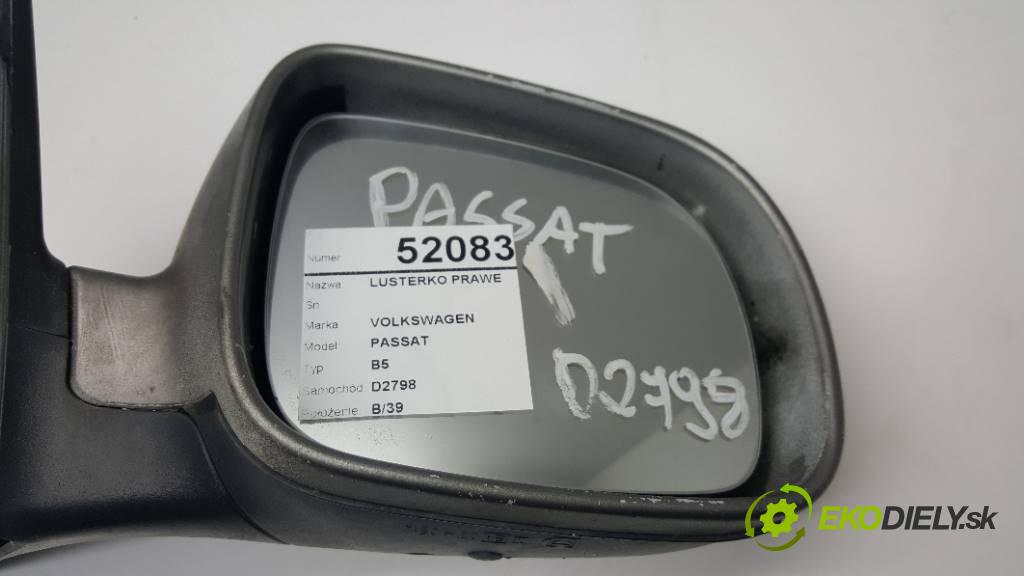 PASSAT
Numer 52083
Nazwa LUSTERKO PRAWE
Sn
Marka VOLKSWAGEN
Model PASSAT
Typ B5
Samochód D2798
Położenie B/39
D2798
EKODIELY.sk